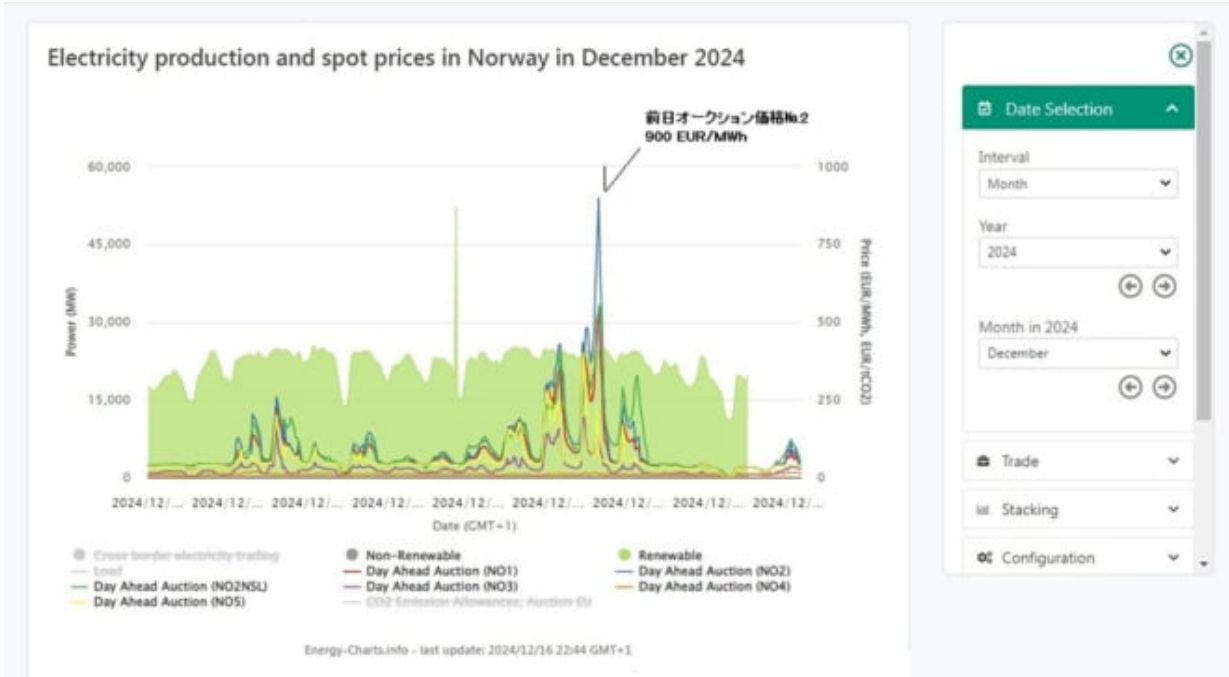 Electricity production and spot prices in Norway in December 2024
前日オークション価格№2
900 EUR/MWh
60,000
45,000
30,000
15,000
0
Power (MW)
1000
750
500
250
0
Price (EUR/MWh, EUR/tCO2)
2024/12/... 2024/12/... 2024/12/... 2024/12/... 2024/12/... 2024/12/... 2024/12/... 2024/12/... 2024/12/...
Date (GMT+1)
Cross border electricity trading Non-Renewable Renewable
Load Day Ahead Auction (NO1) Day Ahead Auction (NO2)
Day Ahead Auction (NO2NSL) Day Ahead Auction (NO3) Day Ahead Auction (NO4)
Day Ahead Auction (NO5) CO2 Emission Allowances, Auction EU
Energy-Charts.info - last update: 2024/12/16 22:44 GMT+1
Date Selection
Interval
Month
Year
2024
Month in 2024
December
Trade
Stacking
Configuration